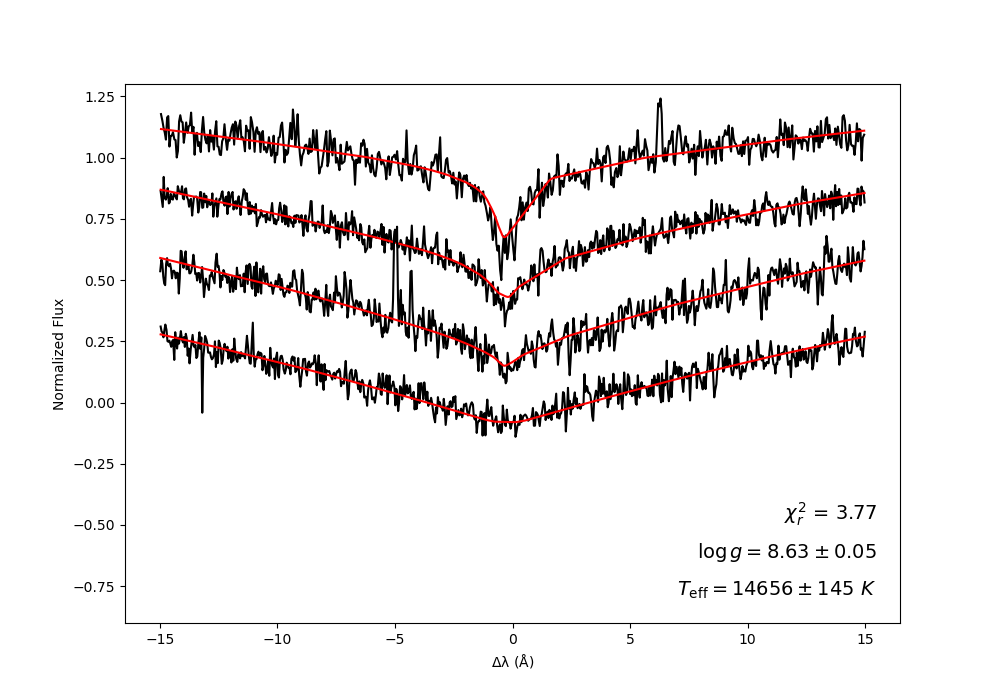 1.25
1.00
0.75
0.50
0.25
0.00
−0.25
−0.50
−0.75
Normalized Flux
χ²ᵣ = 3.77
log g = 8.63 ± 0.05
T_eff = 14656 ± 145 K
−15 −10 −5 0 5 10 15
Δλ (Å)